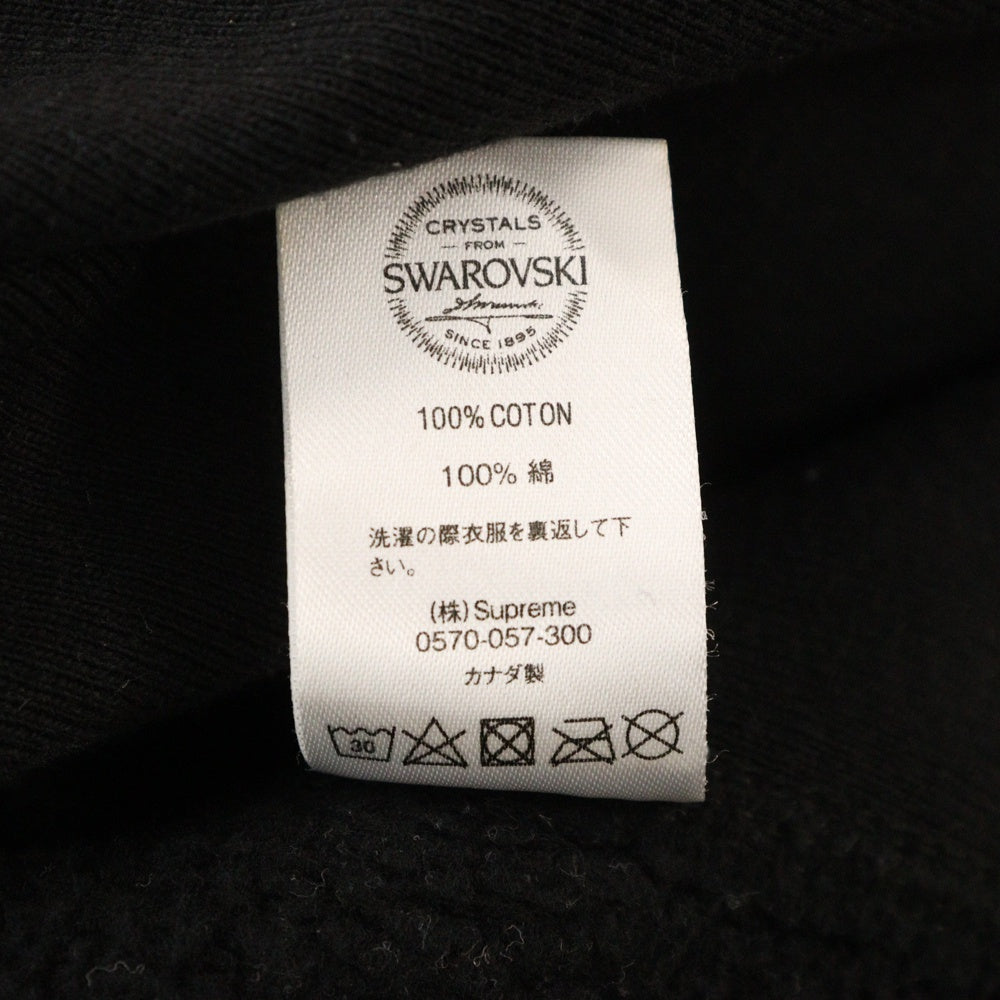 CRYSTALS
FROM
SWAROVSKI
SINCE 1895
100% COTON
100% 綿
洗濯の際衣服を裏返して下
さい。
(株)Supreme
0570-057-300
カナダ製
30